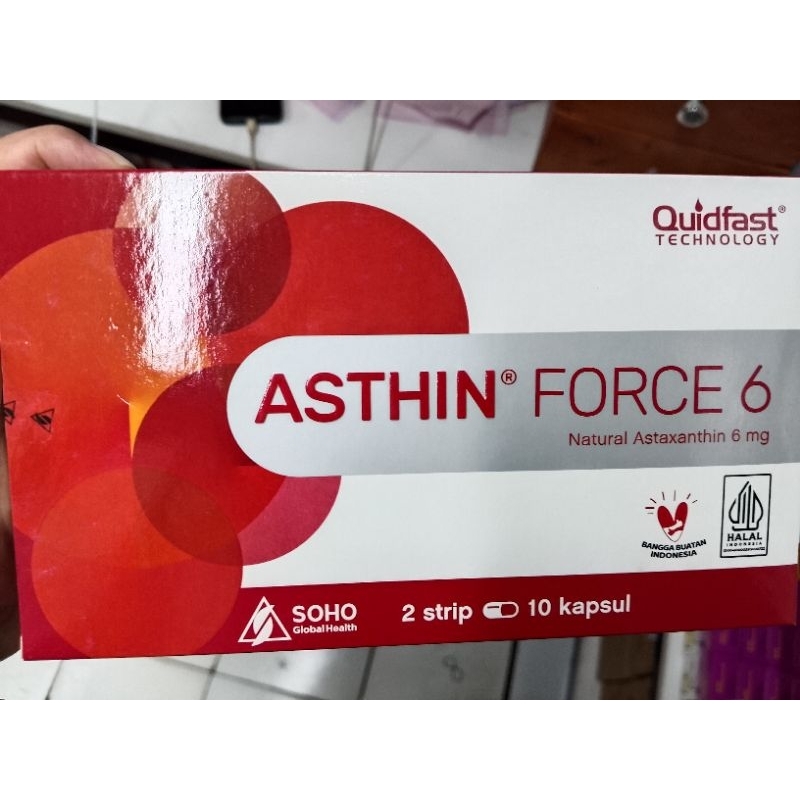 Quidfast®
TECHNOLOGY
ASTHIN® FORCE 6
Natural Astaxanthin 6 mg
BANGGA BUATAN
INDONESIA
HALAL
INDONESIA
SOHO
Global Health
2 strip 10 kapsul